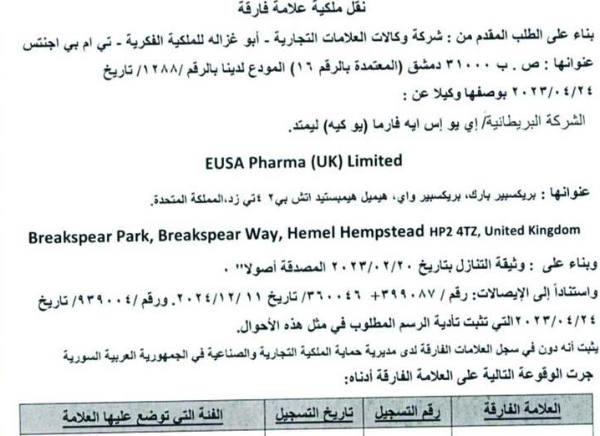 نقل ملكية علامة فارقة
بناء على الطلب المقدم من : شركة وكالات العلامات التجارية - أبو غزاله للملكية الفكرية - تي ام بي اجنتس
عنوانها : ص . ب ٣١٠٠٠ دمشق (المعتمدة بالرقم ١٦) المودع لدينا بالرقم /١٢٨٨/ تاريخ
٢٠٢٣/٠٤/٢٤ بوصفها وكيلا عن :
الشركة البريطانية/ إي يو إس ايه فارما (يو كيه) ليمتد.
EUSA Pharma (UK) Limited
عنوانها : بريكسبير بارك، بريكسبير واي، هيميل هيمبستيد اتش بي٢ ٤تي زد،المملكة المتحدة.
Breakspear Park, Breakspear Way, Hemel Hempstead HP2 4TZ, United Kingdom
وبناء على : وثيقة التنازل بتاريخ ٢٠٢٣/٠٢/٢٠ المصدقة أصولا" ٠
واستناداً إلى الإيصالات: رقم / ٣٩٩٠٨٧+ ٣٦٠٠٤٦/ تاريخ ١١ /٢٠٢٤/١٢. ورقم /٩٣٩٠٠٤/ تاريخ
٢٠٢٣/٠٤/٢٤التي تثبت تأدية الرسم المطلوب في مثل هذه الأحوال.
يثبت أنه دون في سجل العلامات الفارقة لدى مديرية حماية الملكية التجارية والصناعية في الجمهورية العربية السورية
جرت الوقوعة التالية على العلامة الفارقة أدناه:
العلامة الفارقة رقم التسجيل تاريخ التسجيل الفئة التي توضع عليها العلامة